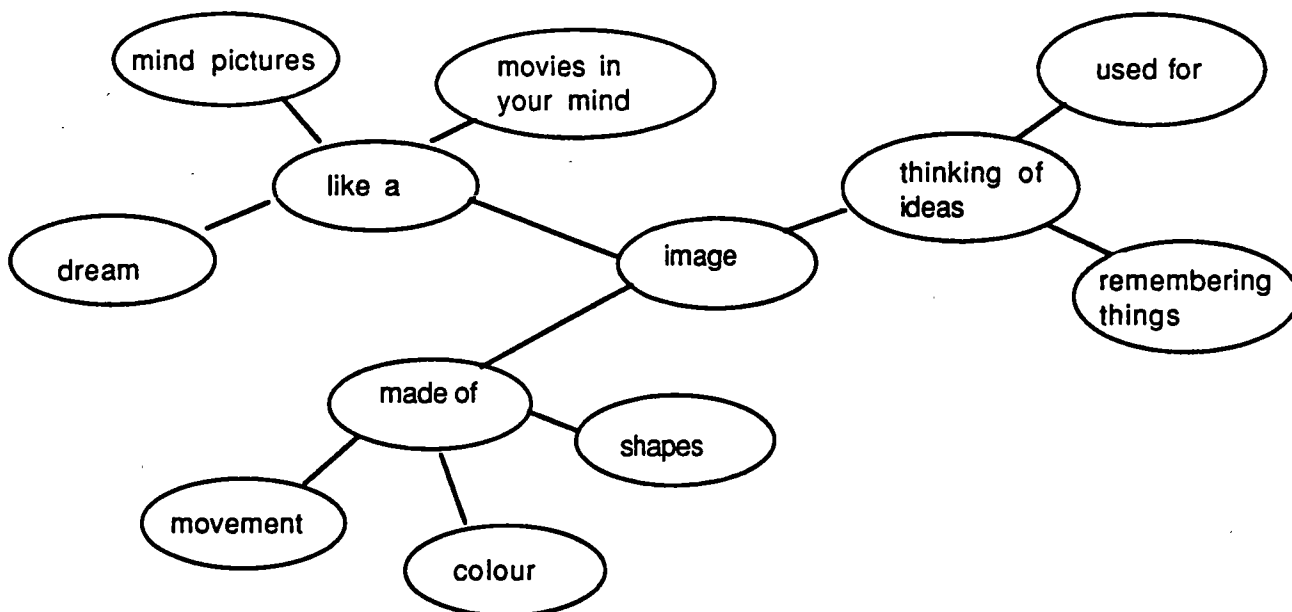 mind pictures
movies in
your mind
used for
like a
thinking of
ideas
dream
image
remembering
things
made of
shapes
movement
colour